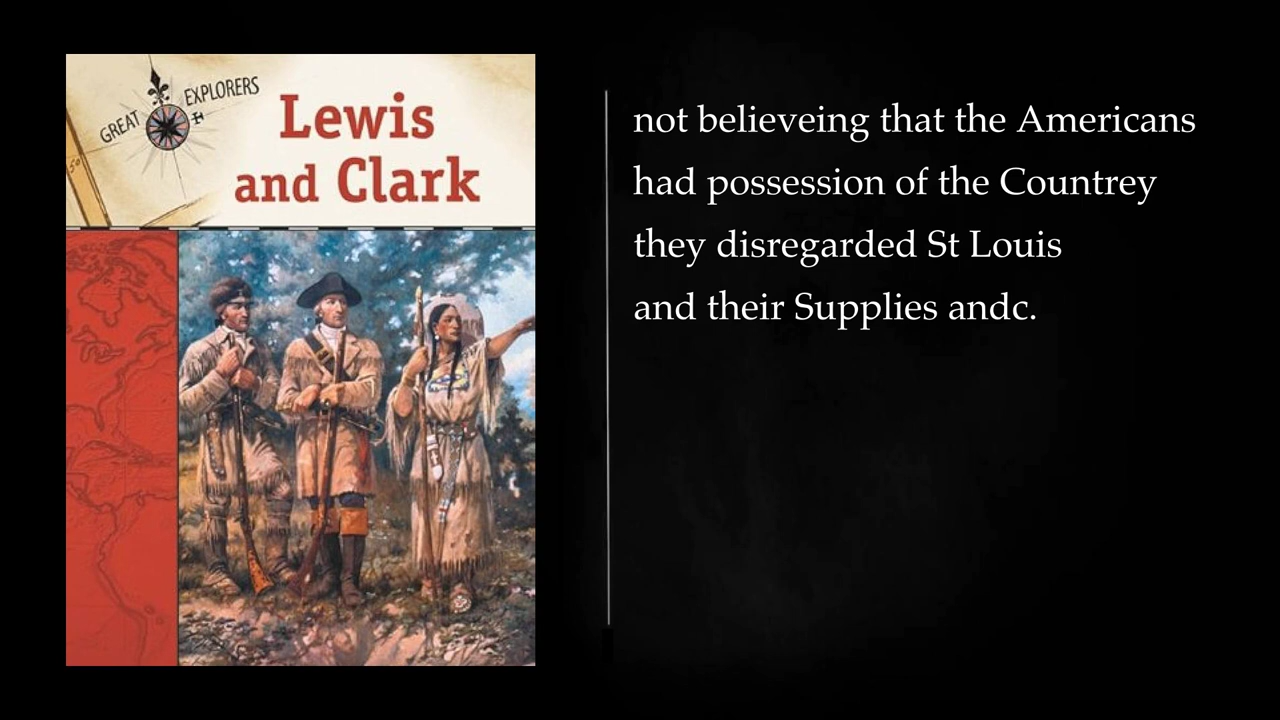 GREAT EXPLORERS
Lewis
and Clark
50
not believeing that the Americans
had possession of the Countrey
they disregarded St Louis
and their Supplies andc.